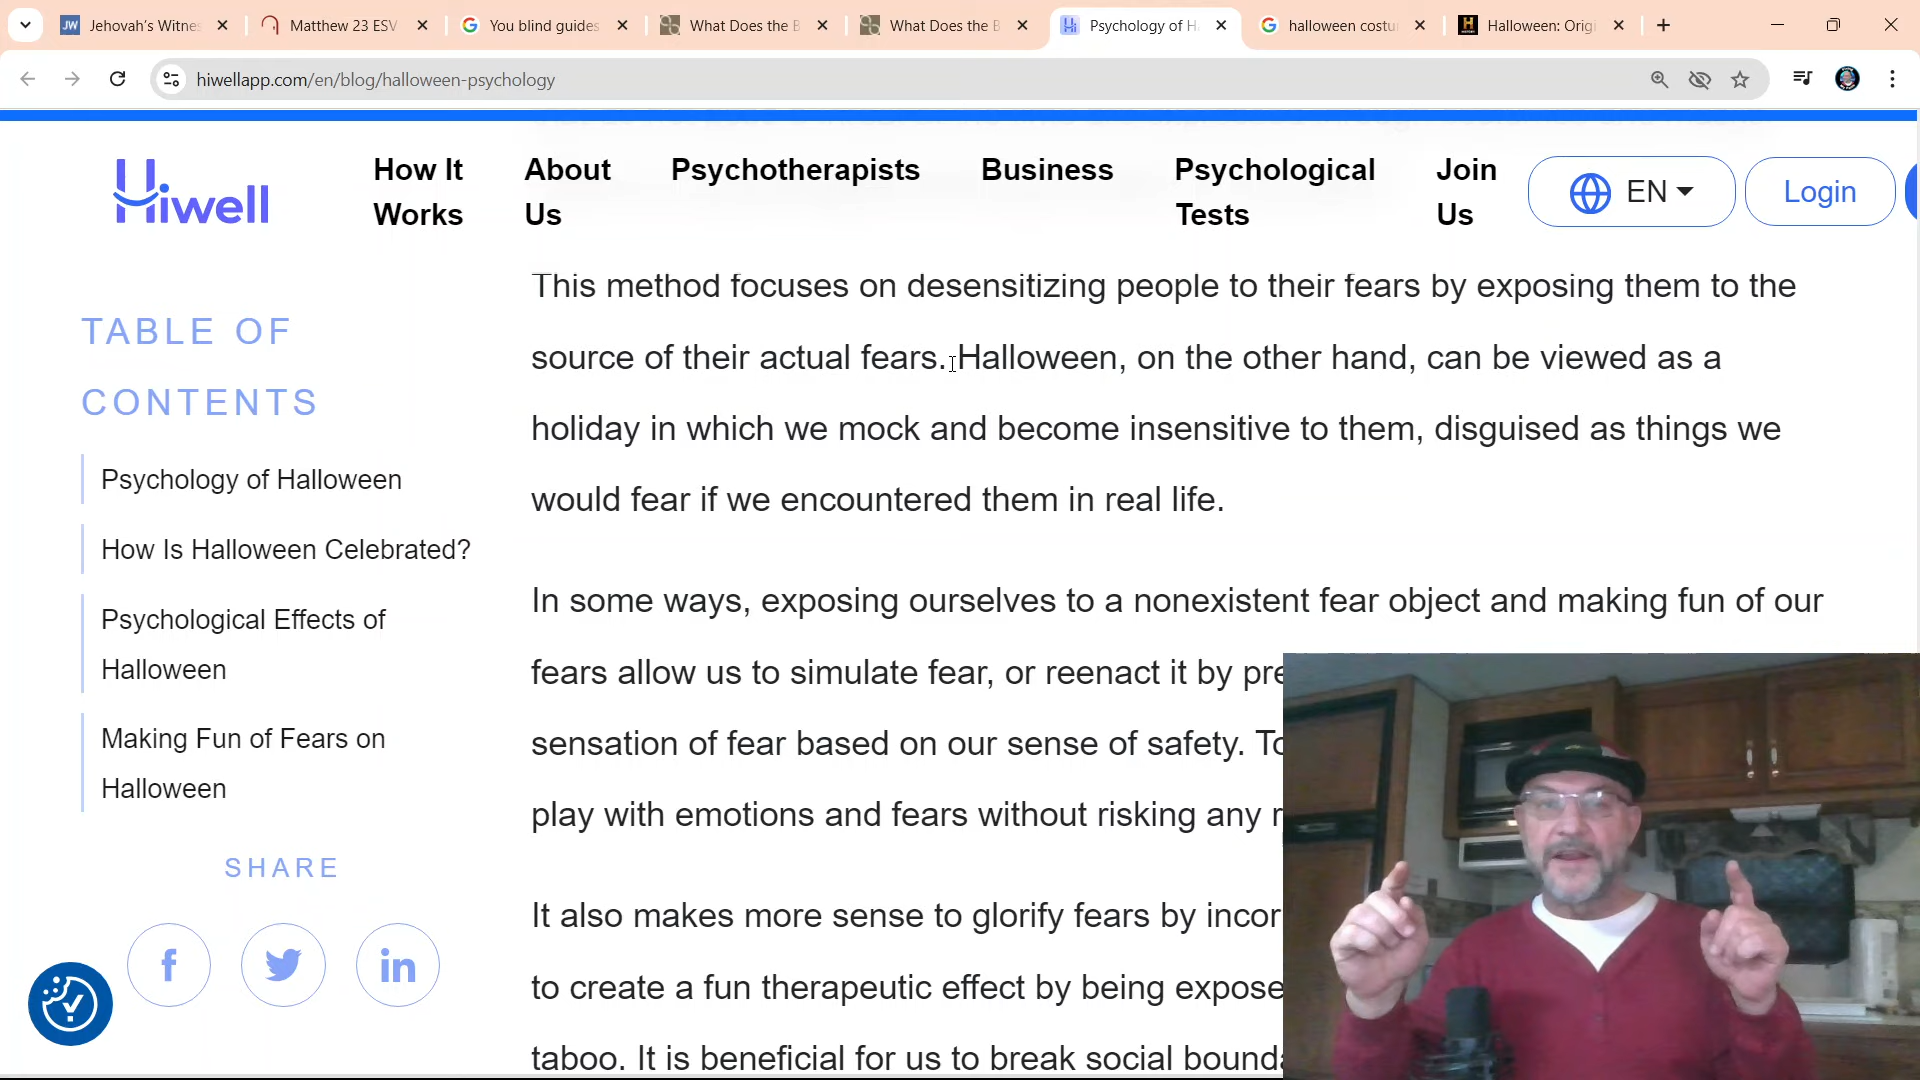 Jehovah's Witnes
Matthew 23 ESV
You blind guides
What Does the B
What Does the B
Psychology of Ha
halloween costu
Halloween: Orig
hiwellapp.com/en/blog/halloween-psychology
Hiwell
How It Works
About Us
Psychotherapists
Business
Psychological Tests
Join Us
EN
Login
TABLE OF
CONTENTS
Psychology of Halloween
How Is Halloween Celebrated?
Psychological Effects of
Halloween
Making Fun of Fears on
Halloween
SHARE
This method focuses on desensitizing people to their fears by exposing them to the
source of their actual fears. Halloween, on the other hand, can be viewed as a
holiday in which we mock and become insensitive to them, disguised as things we
would fear if we encountered them in real life.
In some ways, exposing ourselves to a nonexistent fear object and making fun of our
fears allow us to simulate fear, or reenact it by pre
sensation of fear based on our sense of safety. To
play with emotions and fears without risking any r
It also makes more sense to glorify fears by incor
to create a fun therapeutic effect by being expose
taboo. It is beneficial for us to break social bounda